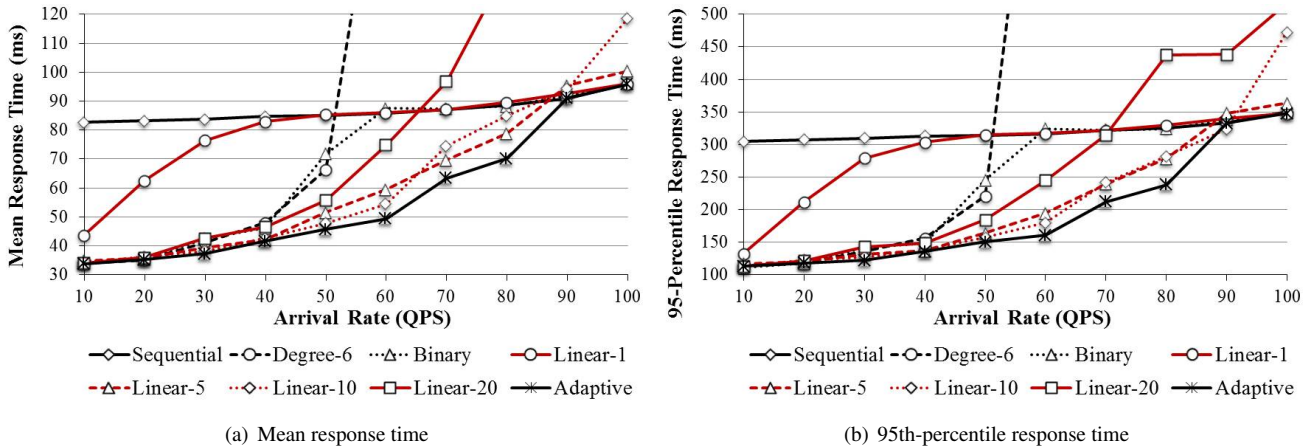 Mean Response Time (ms)
120
110
100
90
80
70
60
50
40
30
10 20 30 40 50 60 70 80 90 100
Arrival Rate (QPS)
Sequential Degree-6 Binary Linear-1
Linear-5 Linear-10 Linear-20 Adaptive
(a) Mean response time
95-Percentile Response Time (ms)
500
450
400
350
300
250
200
150
100
10 20 30 40 50 60 70 80 90 100
Arrival Rate (QPS)
Sequential Degree-6 Binary Linear-1
Linear-5 Linear-10 Linear-20 Adaptive
(b) 95th-percentile response time